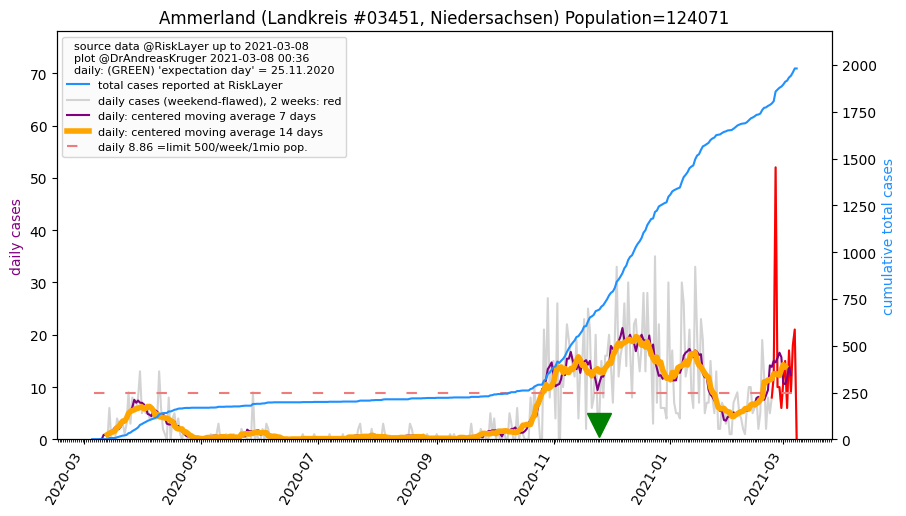 Ammerland (Landkreis #03451, Niedersachsen) Population=124071
source data @RiskLayer up to 2021-03-08
plot @DrAndreasKruger 2021-03-08 00:36
daily: (GREEN) 'expectation day' = 25.11.2020
total cases reported at RiskLayer
daily cases (weekend-flawed), 2 weeks: red
daily: centered moving average 7 days
daily: centered moving average 14 days
daily 8.86 =limit 500/week/1mio pop.
daily cases
70
60
50
40
30
20
10
0
cumulative total cases
2000
1750
1500
1250
1000
750
500
250
0
2020-03
2020-05
2020-07
2020-09
2020-11
2021-01
2021-03